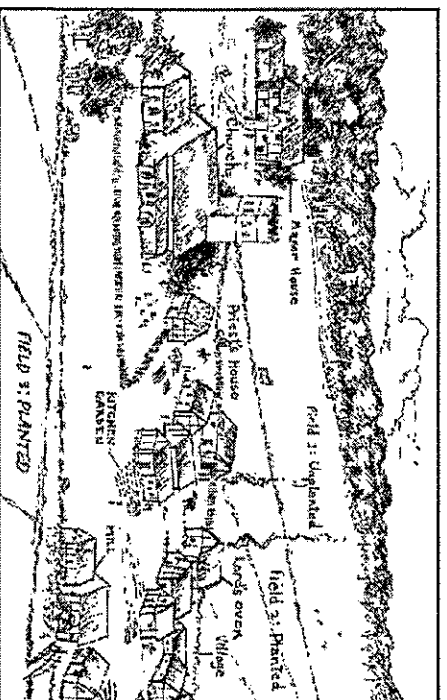 Manor House
Church
Field 1: Unplanted
Priest's House
Field 2: Planted
Lord's Oven
Village
KITCHEN
GARDEN
MILL
FIELD 3: PLANTED